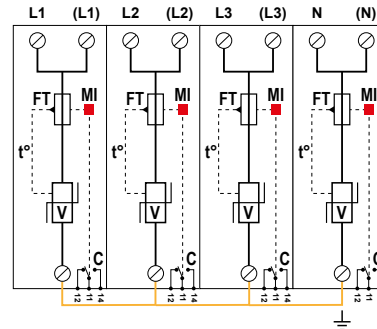 L1 (L1) L2 (L2) L3 (L3) N (N)
FT MI FT MI FT MI FT MI
t° t° t° t°
V V V V
C C C C
12 11 14 12 11 14 12 11 14 12 11 14